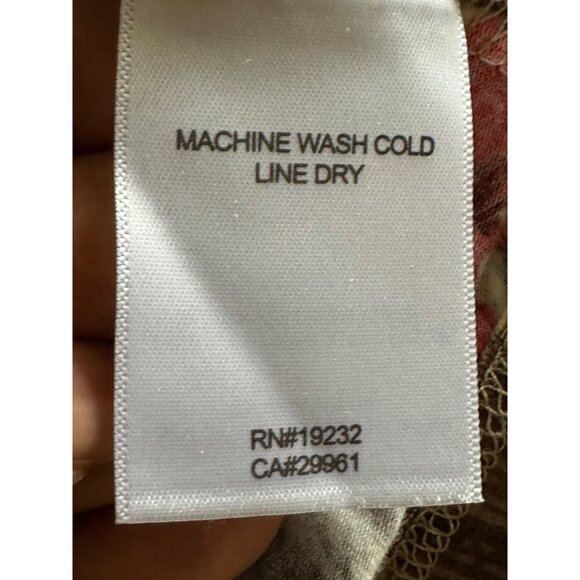 MACHINE WASH COLD
LINE DRY
RN#19232
CA#29961